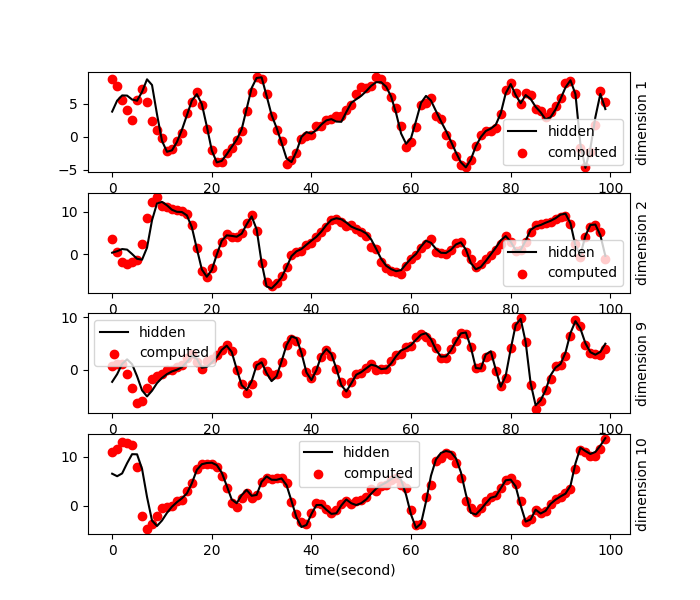 5
0
−5
0 20 40 60 80 100
hidden
computed
dimension 1
10
0
0 20 40 60 80 100
hidden
computed
dimension 2
10
0
0 20 40 60 80 100
hidden
computed
dimension 9
10
0
0 20 40 60 80 100
hidden
computed
dimension 10
time(second)